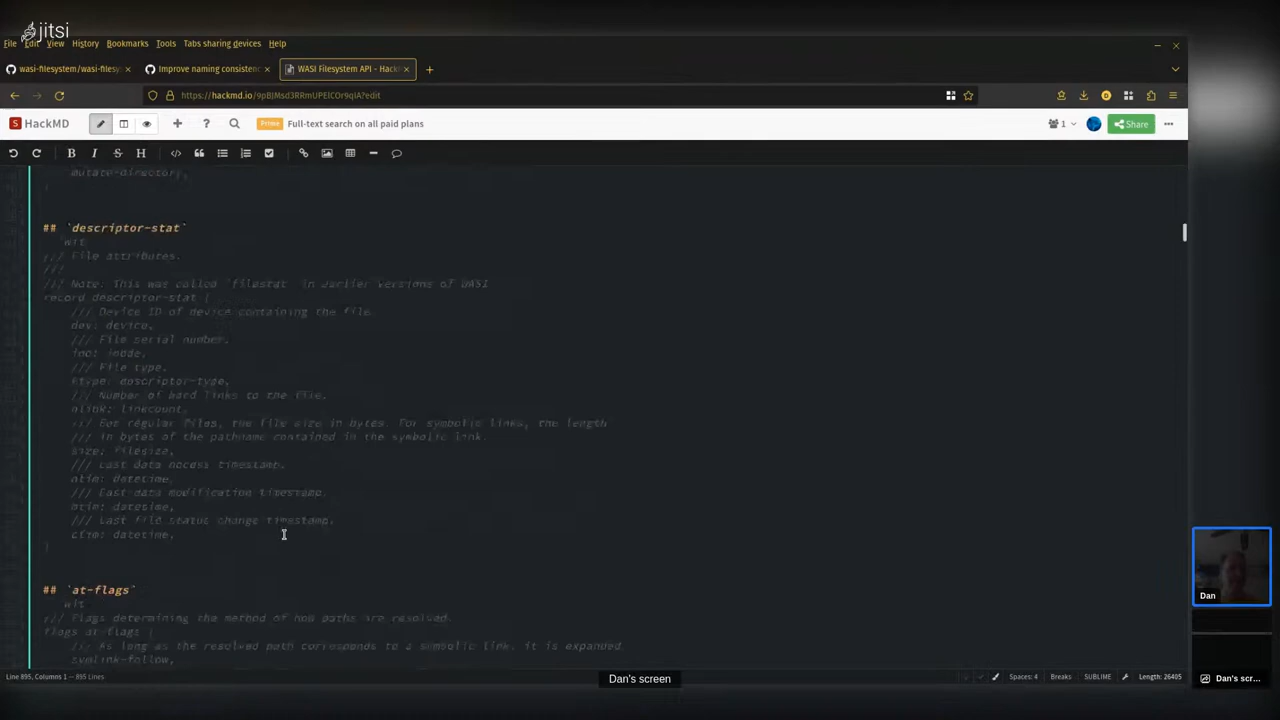 jitsi
File Edit View History Bookmarks Tools Tabs sharing devices Help
wasi-filesystem/wasi-filesy
Improve naming consistenc
WASI Filesystem API - Hack
https://hackmd.io/9pBJMsd3RRmUPElCOr9qIA?edit
HackMD
Prime Full-text search on all paid plans
1
Share
mutate-directory,
## `descriptor-stat`
wit
/// File attributes.
///
/// Note: This was called `filestat` in earlier versions of WASI
record descriptor-stat {
/// Device ID of device containing the file.
dev: device,
/// File serial number.
ino: inode,
/// File type.
type: descriptor-type,
/// Number of hard links to the file.
nlink: linkcount,
/// For regular files, the file size in bytes. For symbolic links, the length
/// in bytes of the pathname contained in the symbolic link.
size: filesize,
/// Last data access timestamp.
atim: datetime,
/// Last data modification timestamp.
mtim: datetime,
/// Last file status change timestamp.
ctim: datetime,
}
## `at-flags`
wit
/// Flags determining the method of how paths are resolved.
flags at-flags {
/// As long as the resolved path corresponds to a symbolic link, it is expanded
symlink-follow,
Line 895, Columns 1 — 895 Lines
Spaces: 4 Breaks SUBLIME Length: 26405
Dan's screen
Dan
Dan's scr...